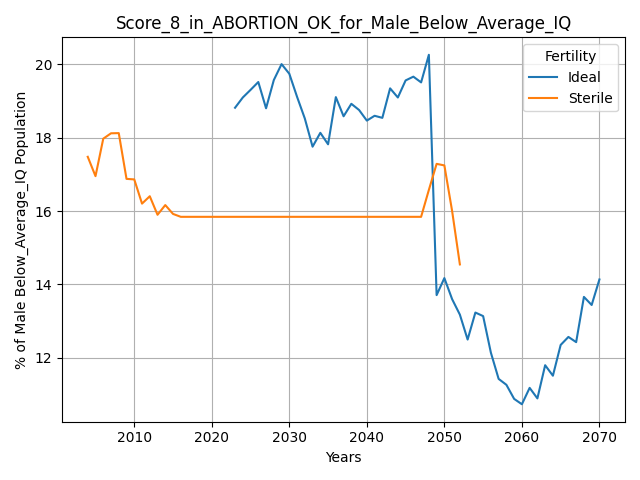 Score_8_in_ABORTION_OK_for_Male_Below_Average_IQ
Fertility
Ideal
Sterile
% of Male Below_Average_IQ Population
20
18
16
14
12
2010 2020 2030 2040 2050 2060 2070
Years